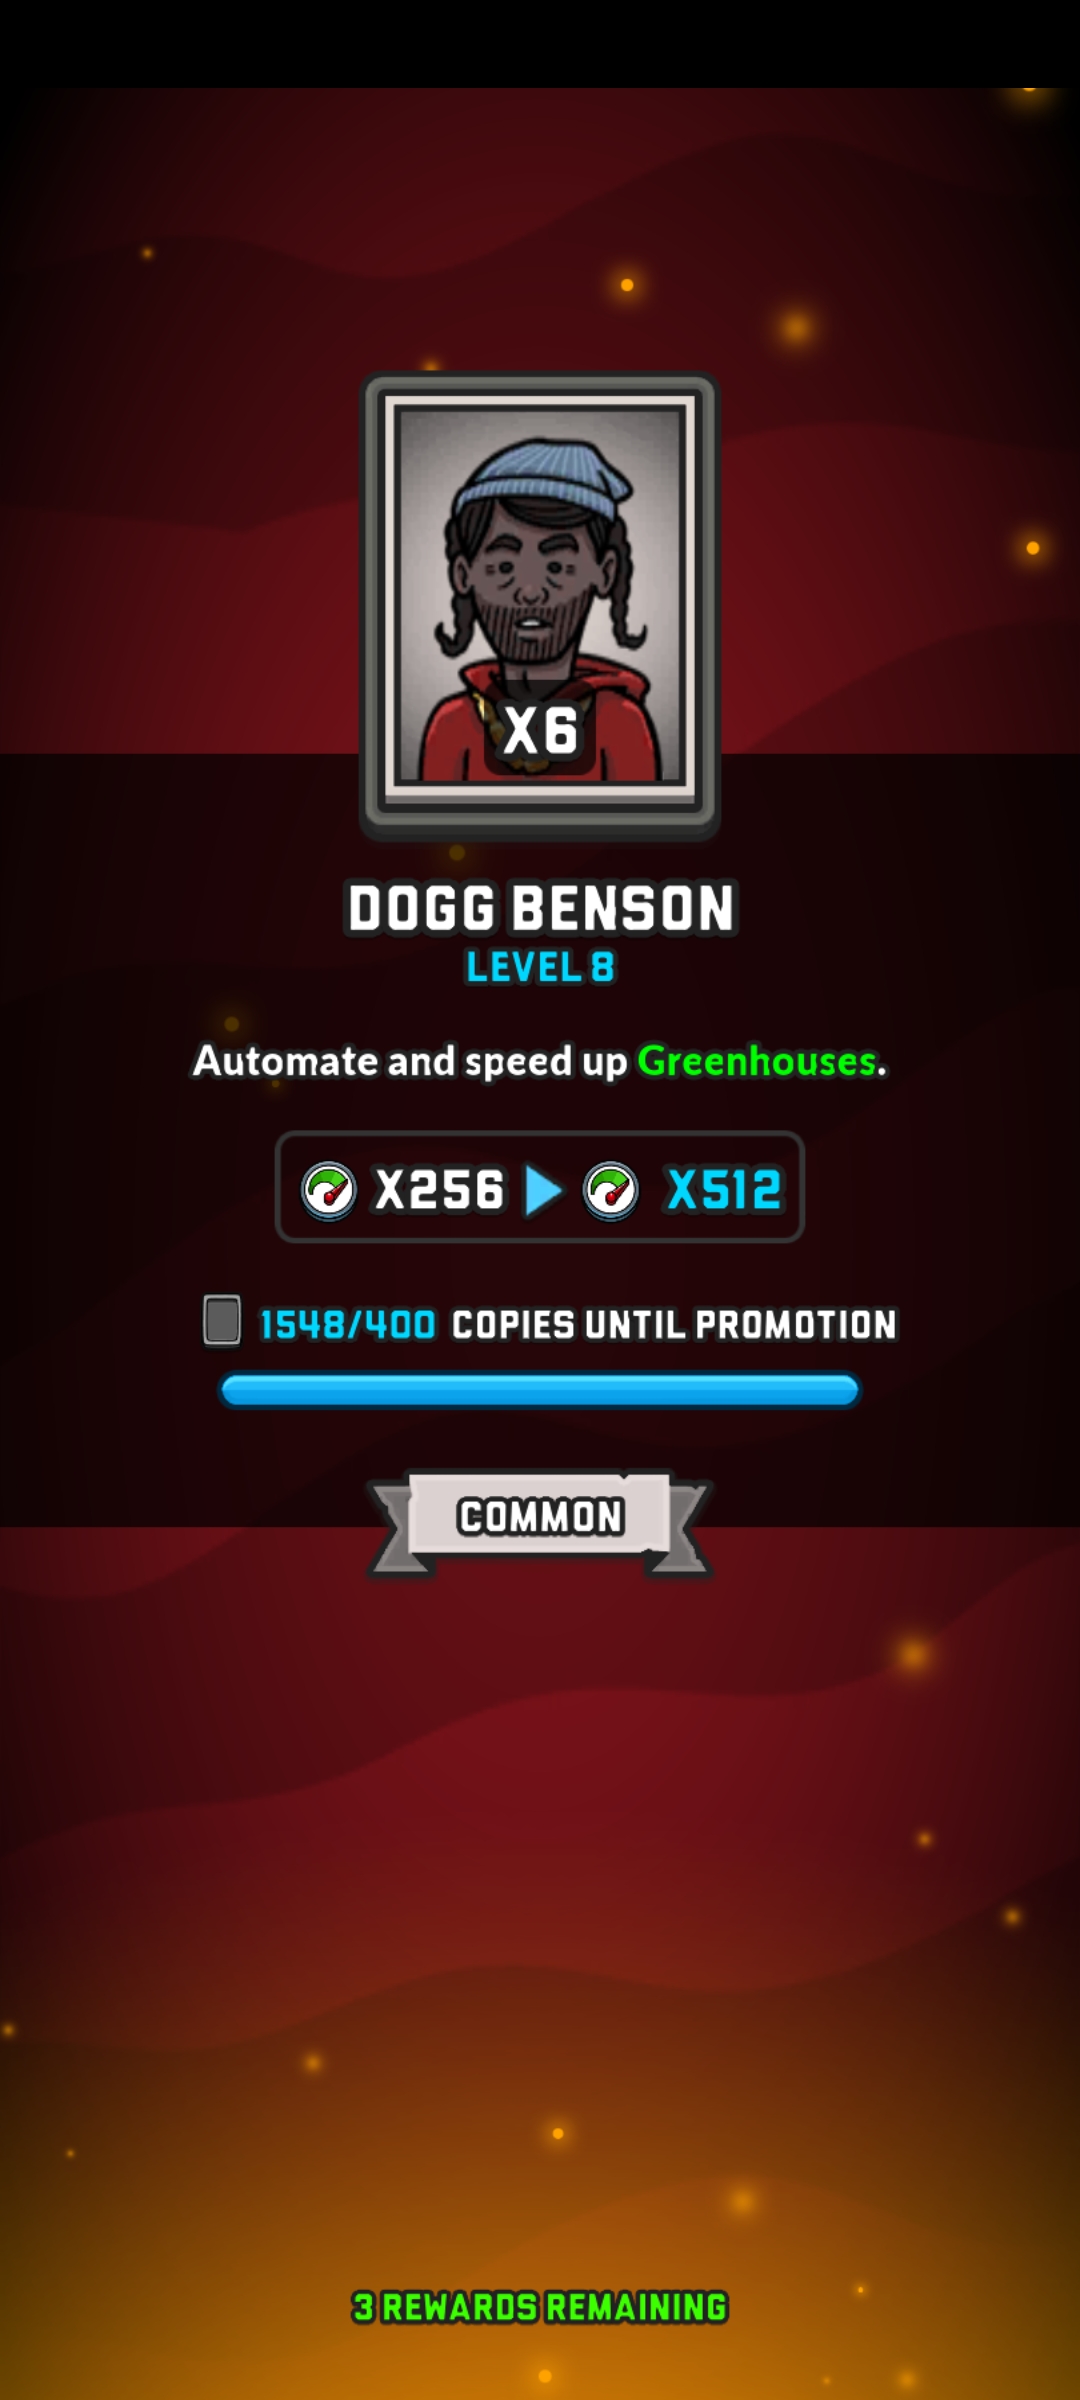 X6
DOGG BENSON
LEVEL 8
Automate and speed up Greenhouses.
X256 X512
1548/400 COPIES UNTIL PROMOTION
COMMON
3 REWARDS REMAINING